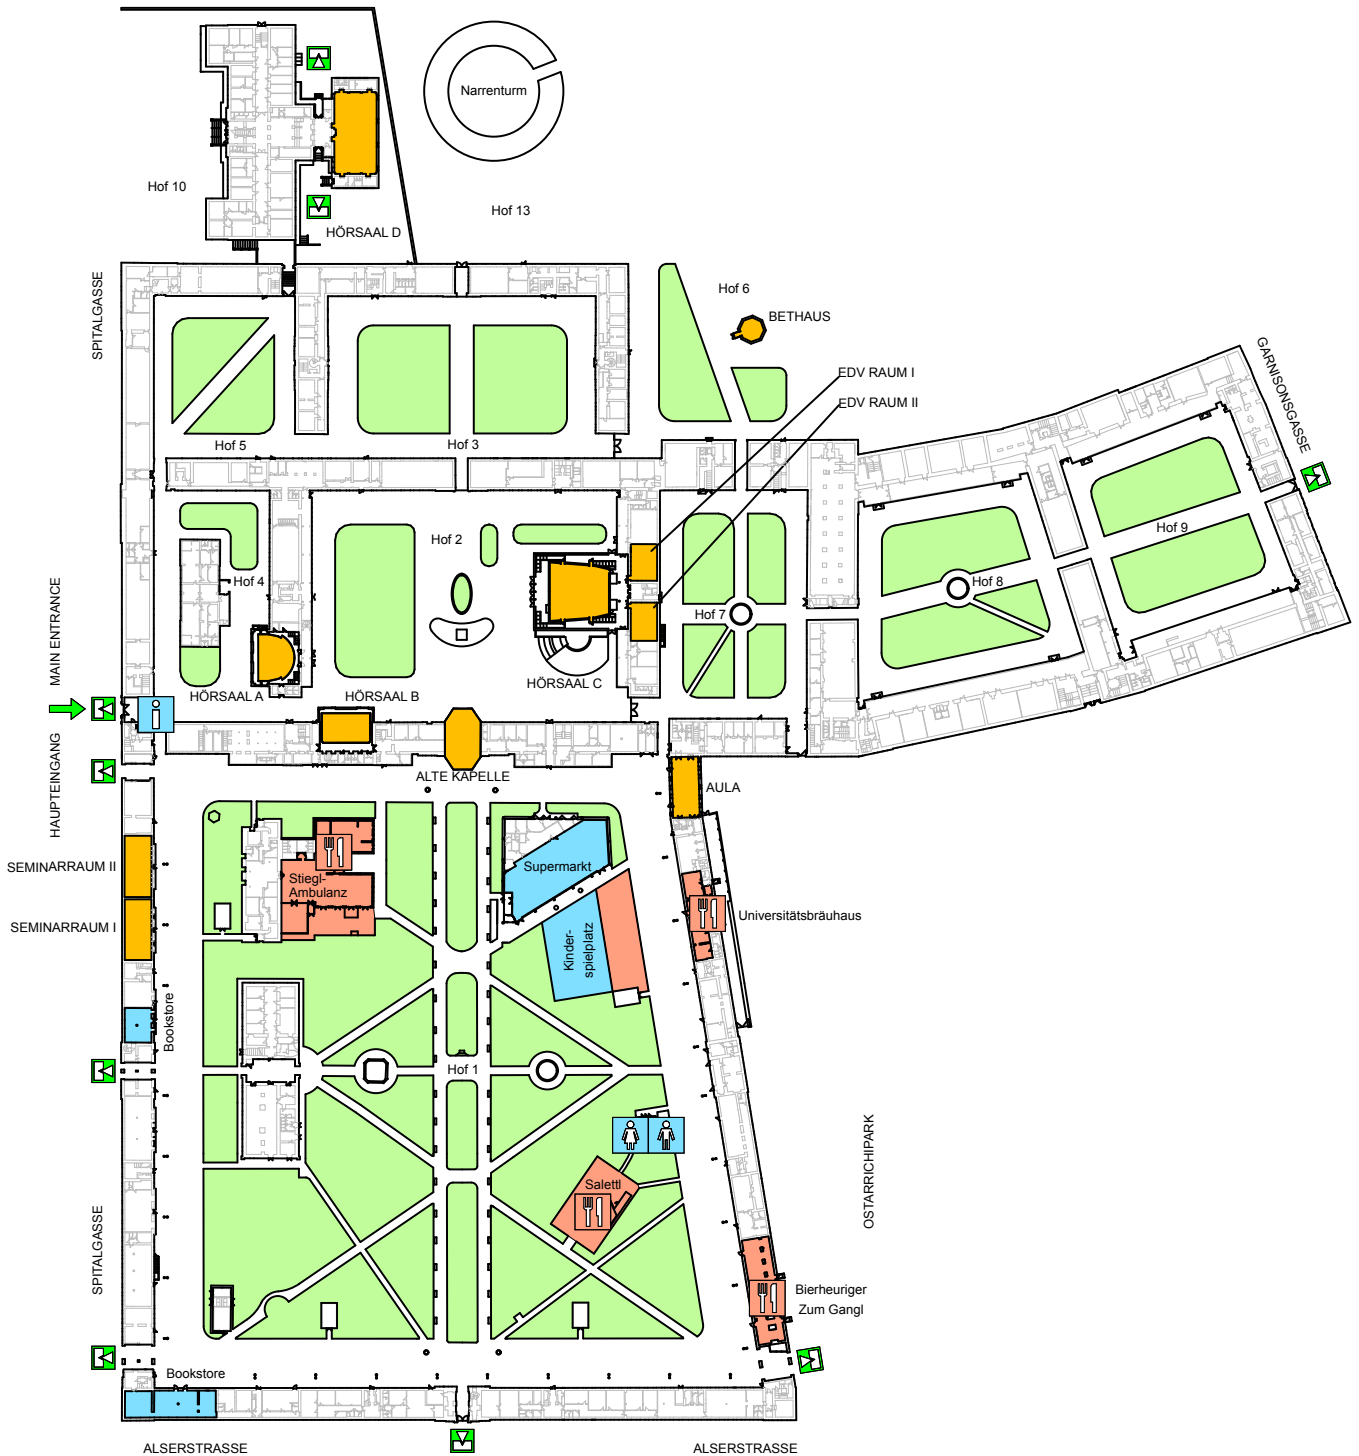 Narrenturm
Hof 10
Hof 13
HÖRSAAL D
SPITALGASSE
Hof 6
BETHAUS
GARNISONSGASSE
EDV RAUM I
EDV RAUM II
Hof 5
Hof 3
Hof 2
Hof 9
Hof 4
Hof 8
Hof 7
MAIN ENTRANCE
HÖRSAAL A
HÖRSAAL B
HÖRSAAL C
HAUPTEINGANG
ALTE KAPELLE
AULA
SEMINARRAUM II
Supermarkt
Stiegl-
Ambulanz
SEMINARRAUM I
Universitätsbräuhaus
Kinder-
spielplatz
Bookstore
Hof 1
OSTARRICHIPARK
Salettl
SPITALGASSE
Bierheuriger
Zum Gangl
Bookstore
ALSERSTRASSE
ALSERSTRASSE